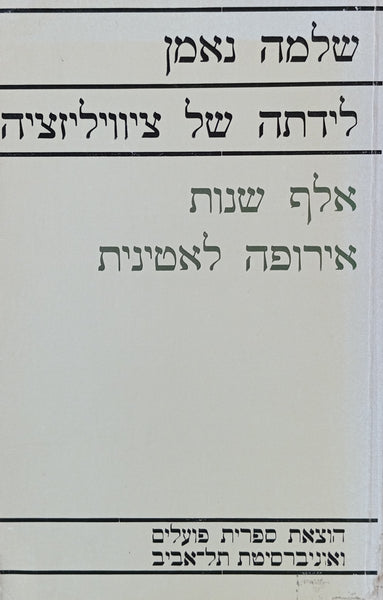 שלמה נאמן
לידתה של ציוויליזציה
אלף שנות
אירופה לאטינית
הוצאת ספרית פועלים
ואוניברסיטת תל־אביב